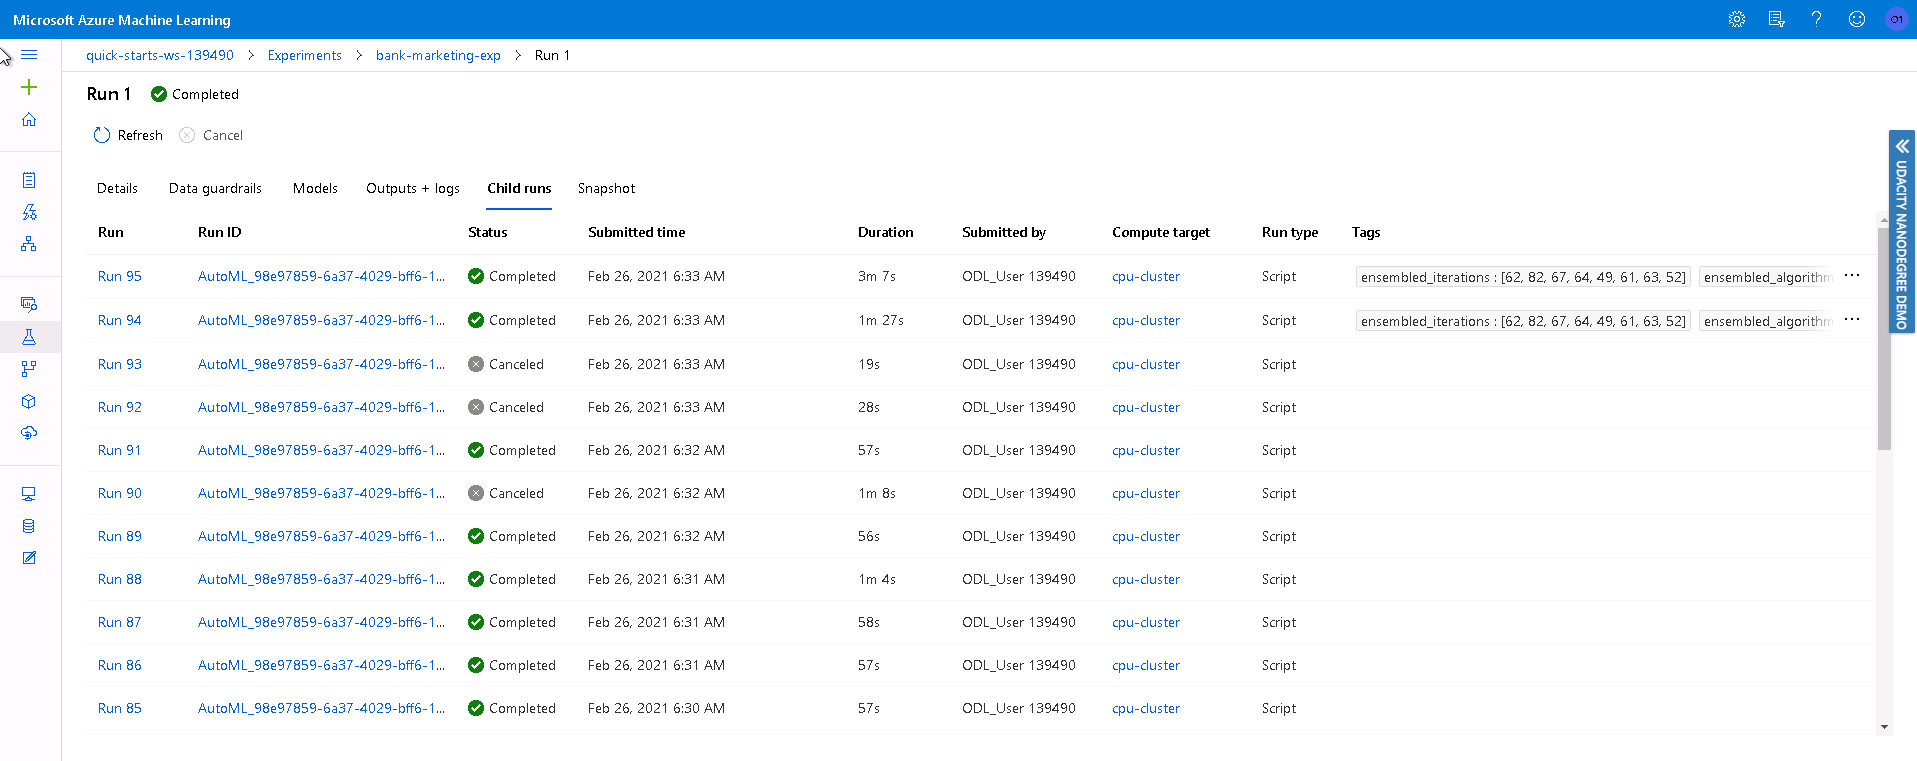 Microsoft Azure Machine Learning
O1
quick-starts-ws-139490 > Experiments > bank-marketing-exp > Run 1
Run 1 Completed
Refresh Cancel
Details Data guardrails Models Outputs + logs Child runs Snapshot
Run Run ID Status Submitted time Duration Submitted by Compute target Run type Tags
Run 95 AutoML_98e97859-6a37-4029-bff6-1... Completed Feb 26, 2021 6:33 AM 3m 7s ODL_User 139490 cpu-cluster Script ensembled_iterations : [62, 82, 67, 64, 49, 61, 63, 52] ensembled_algorithm ...
Run 94 AutoML_98e97859-6a37-4029-bff6-1... Completed Feb 26, 2021 6:33 AM 1m 27s ODL_User 139490 cpu-cluster Script ensembled_iterations : [62, 82, 67, 64, 49, 61, 63, 52] ensembled_algorithm ...
Run 93 AutoML_98e97859-6a37-4029-bff6-1... Canceled Feb 26, 2021 6:33 AM 19s ODL_User 139490 cpu-cluster Script
Run 92 AutoML_98e97859-6a37-4029-bff6-1... Canceled Feb 26, 2021 6:33 AM 28s ODL_User 139490 cpu-cluster Script
Run 91 AutoML_98e97859-6a37-4029-bff6-1... Completed Feb 26, 2021 6:32 AM 57s ODL_User 139490 cpu-cluster Script
Run 90 AutoML_98e97859-6a37-4029-bff6-1... Canceled Feb 26, 2021 6:32 AM 1m 8s ODL_User 139490 cpu-cluster Script
Run 89 AutoML_98e97859-6a37-4029-bff6-1... Completed Feb 26, 2021 6:32 AM 56s ODL_User 139490 cpu-cluster Script
Run 88 AutoML_98e97859-6a37-4029-bff6-1... Completed Feb 26, 2021 6:31 AM 1m 4s ODL_User 139490 cpu-cluster Script
Run 87 AutoML_98e97859-6a37-4029-bff6-1... Completed Feb 26, 2021 6:31 AM 58s ODL_User 139490 cpu-cluster Script
Run 86 AutoML_98e97859-6a37-4029-bff6-1... Completed Feb 26, 2021 6:31 AM 57s ODL_User 139490 cpu-cluster Script
Run 85 AutoML_98e97859-6a37-4029-bff6-1... Completed Feb 26, 2021 6:30 AM 57s ODL_User 139490 cpu-cluster Script
UDACITY NANODEGREE DEMO